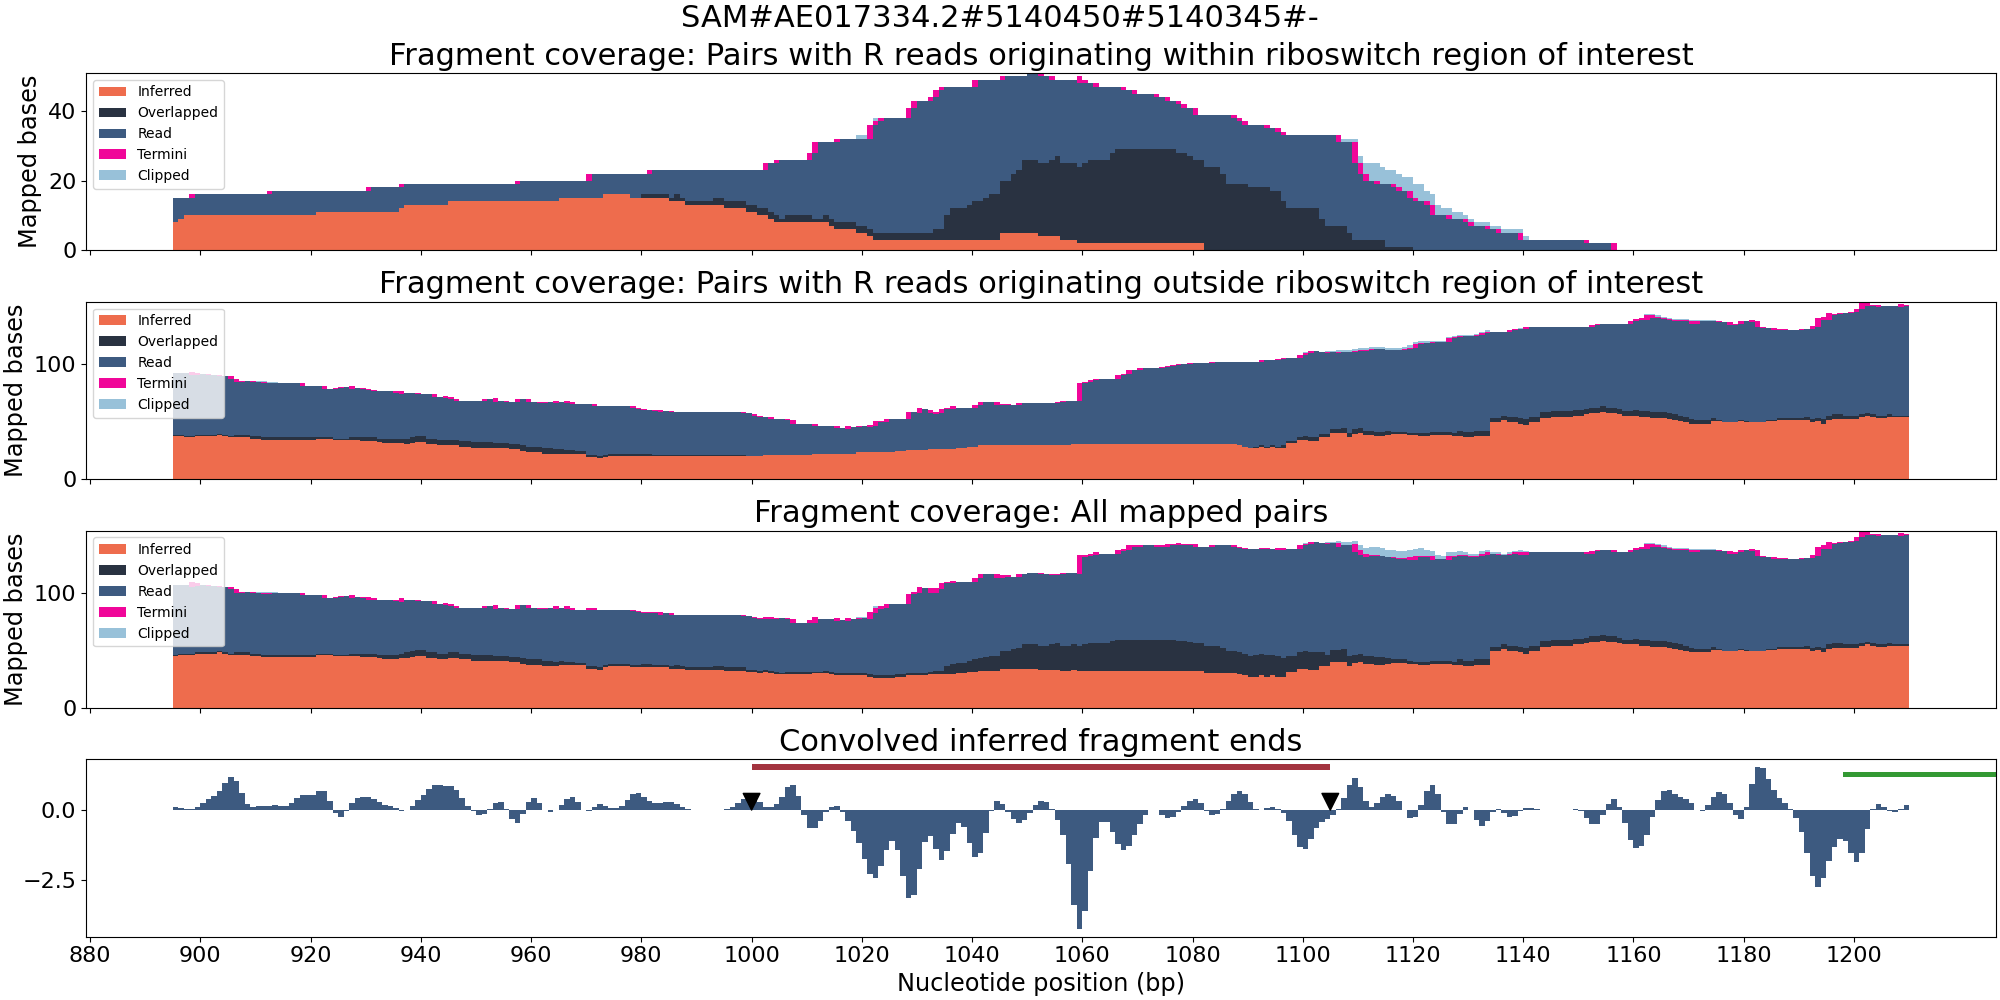 SAM#AE017334.2#5140450#5140345#-
Fragment coverage: Pairs with R reads originating within riboswitch region of interest
Mapped bases
40
20
0
Inferred
Overlapped
Read
Termini
Clipped
Fragment coverage: Pairs with R reads originating outside riboswitch region of interest
Mapped bases
100
0
Inferred
Overlapped
Read
Termini
Clipped
Fragment coverage: All mapped pairs
Mapped bases
100
0
Inferred
Overlapped
Read
Termini
Clipped
Convolved inferred fragment ends
0.0
−2.5
880 900 920 940 960 980 1000 1020 1040 1060 1080 1100 1120 1140 1160 1180 1200
Nucleotide position (bp)